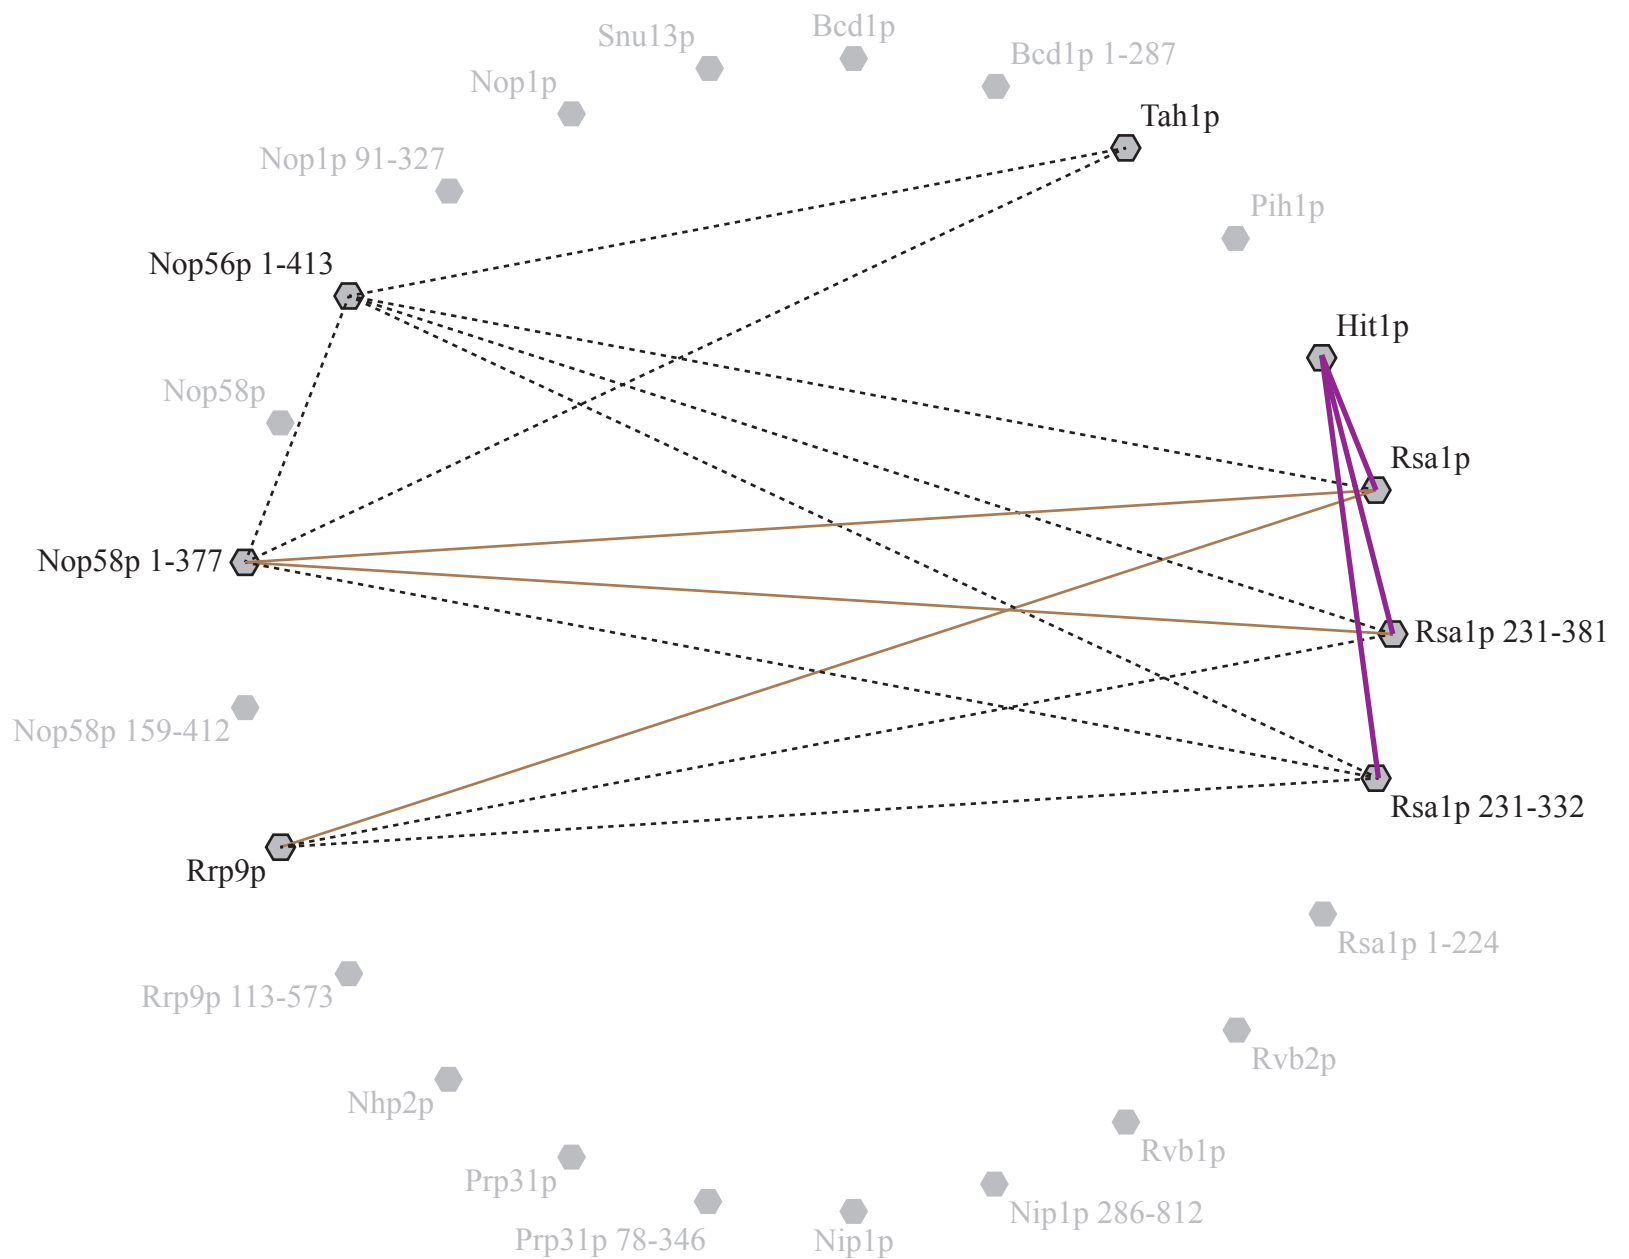 Bcd1p
Snu13p
Bcd1p 1-287
Nop1p
Tah1p
Nop1p 91-327
Pih1p
Nop56p 1-413
Hit1p
Nop58p
Rsa1p
Nop58p 1-377
Rsa1p 231-381
Nop58p 159-412
Rsa1p 231-332
Rrp9p
Rsa1p 1-224
Rrp9p 113-573
Rvb2p
Nhp2p
Rvb1p
Prp31p
Nip1p 286-812
Prp31p 78-346
Nip1p